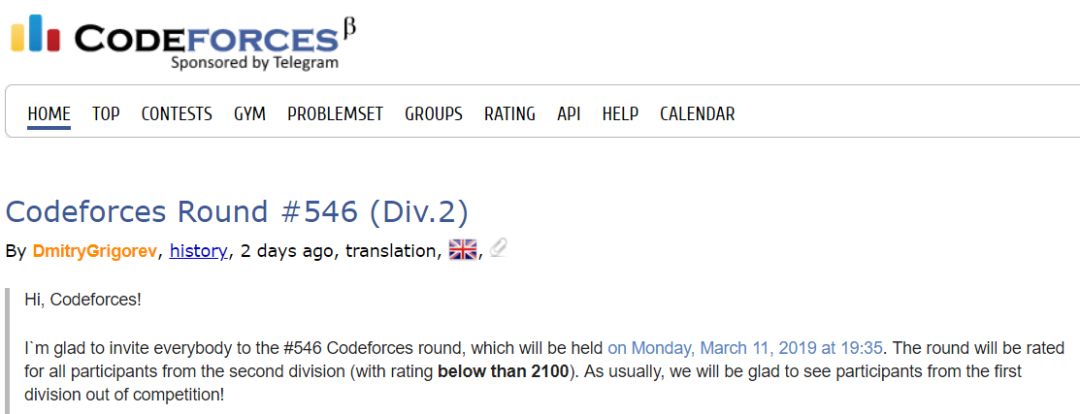 CODEFORCES β
Sponsored by Telegram
HOME TOP CONTESTS GYM PROBLEMSET GROUPS RATING API HELP CALENDAR
Codeforces Round #546 (Div.2)
By DmitryGrigorev, history, 2 days ago, translation,
Hi, Codeforces!
I`m glad to invite everybody to the #546 Codeforces round, which will be held on Monday, March 11, 2019 at 19:35. The round will be rated
for all participants from the second division (with rating below than 2100). As usually, we will be glad to see participants from the first
division out of competition!